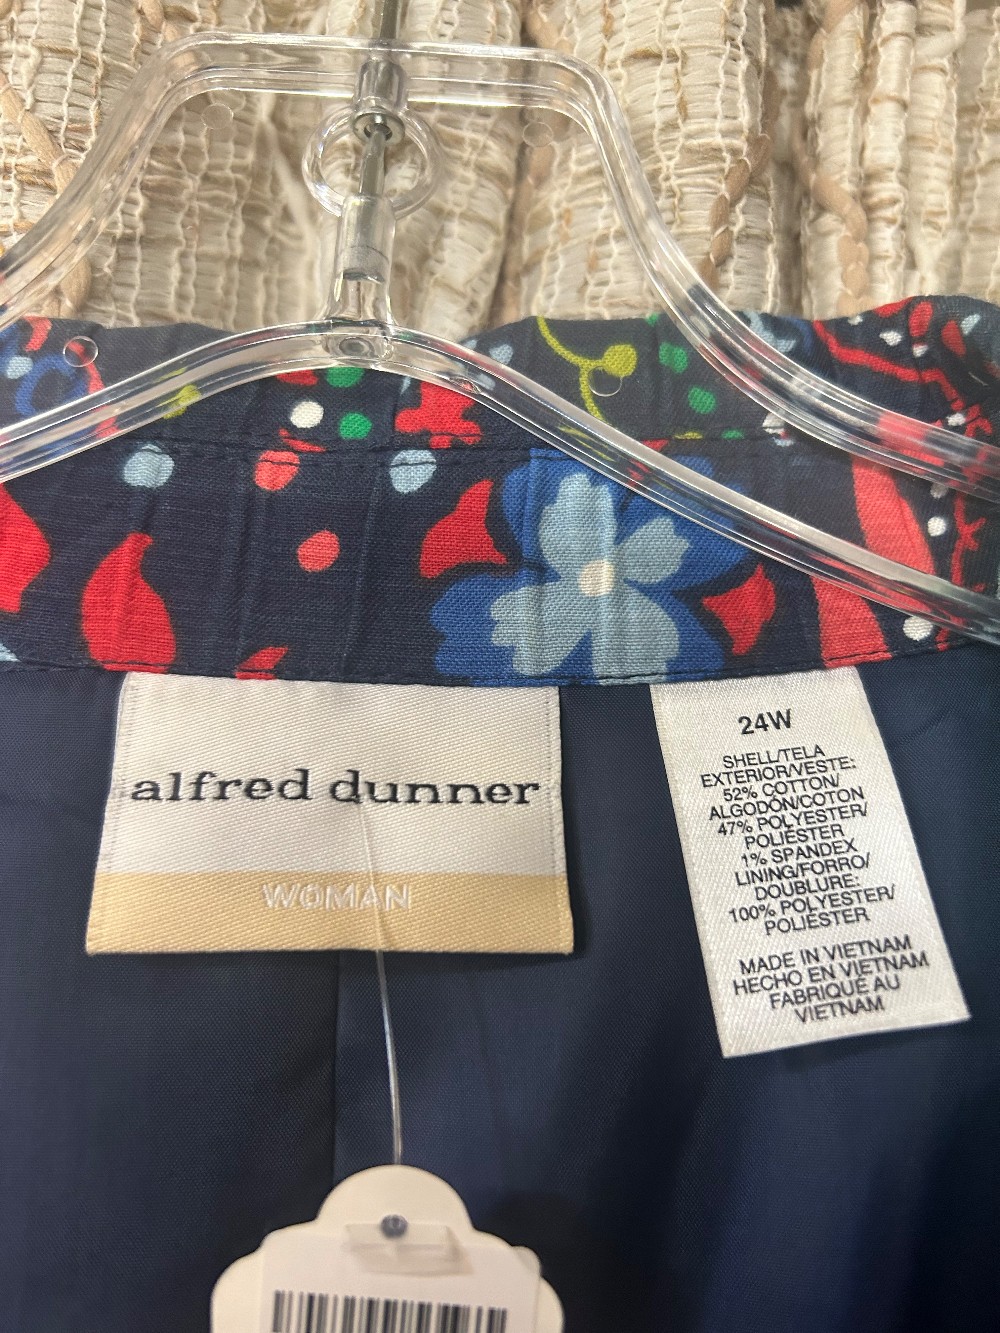 alfred dunner
WOMAN
24W
SHELL/TELA
EXTERIOR/VESTE:
52% COTTON/
ALGODÓN/COTON
47% POLYESTER/
POLIÉSTER
1% SPANDEX
LINING/FORRO/
DOUBLURE:
100% POLYESTER/
POLIÉSTER
MADE IN VIETNAM
HECHO EN VIETNAM
FABRIQUÉ AU
VIETNAM